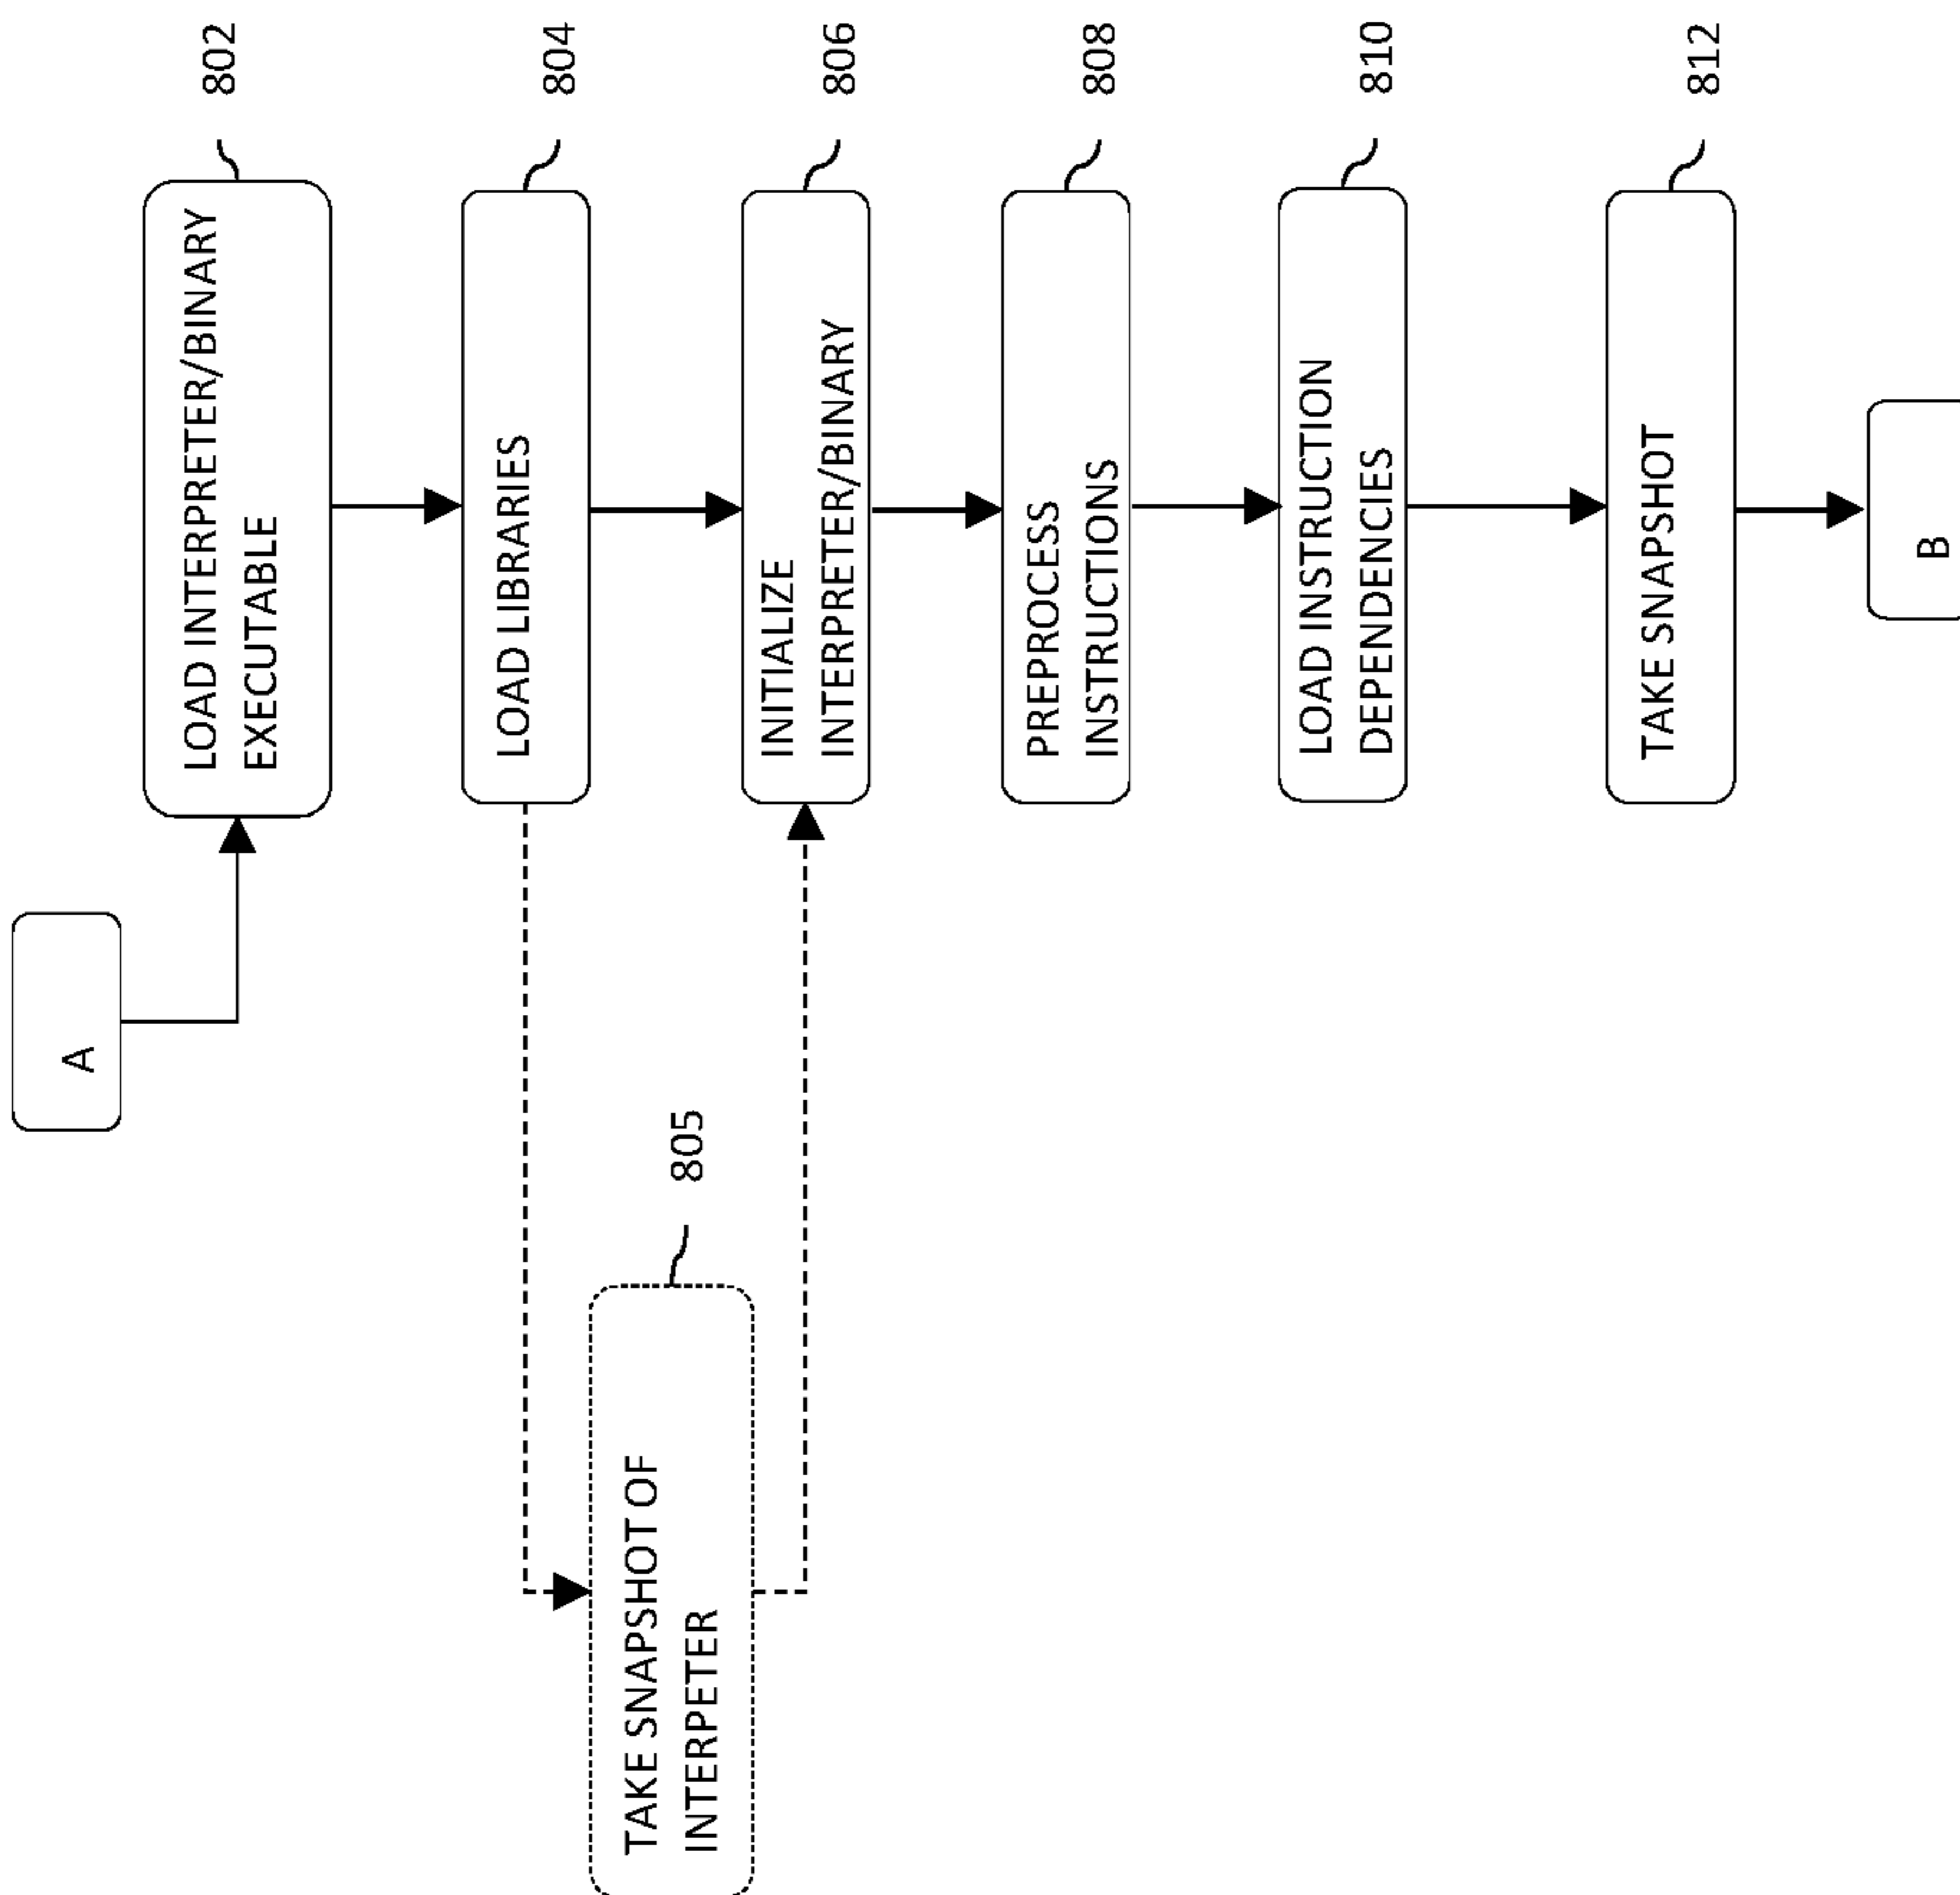 A
LOAD INTERPRETER/BINARY
EXECUTABLE
802
LOAD LIBRARIES
804
TAKE SNAPSHOT OF
INTERPETER
805
INITIALIZE
INTERPRETER/BINARY
806
PREPROCESS
INSTRUCTIONS
808
LOAD INSTRUCTION
DEPENDENCIES
810
TAKE SNAPSHOT
812
B